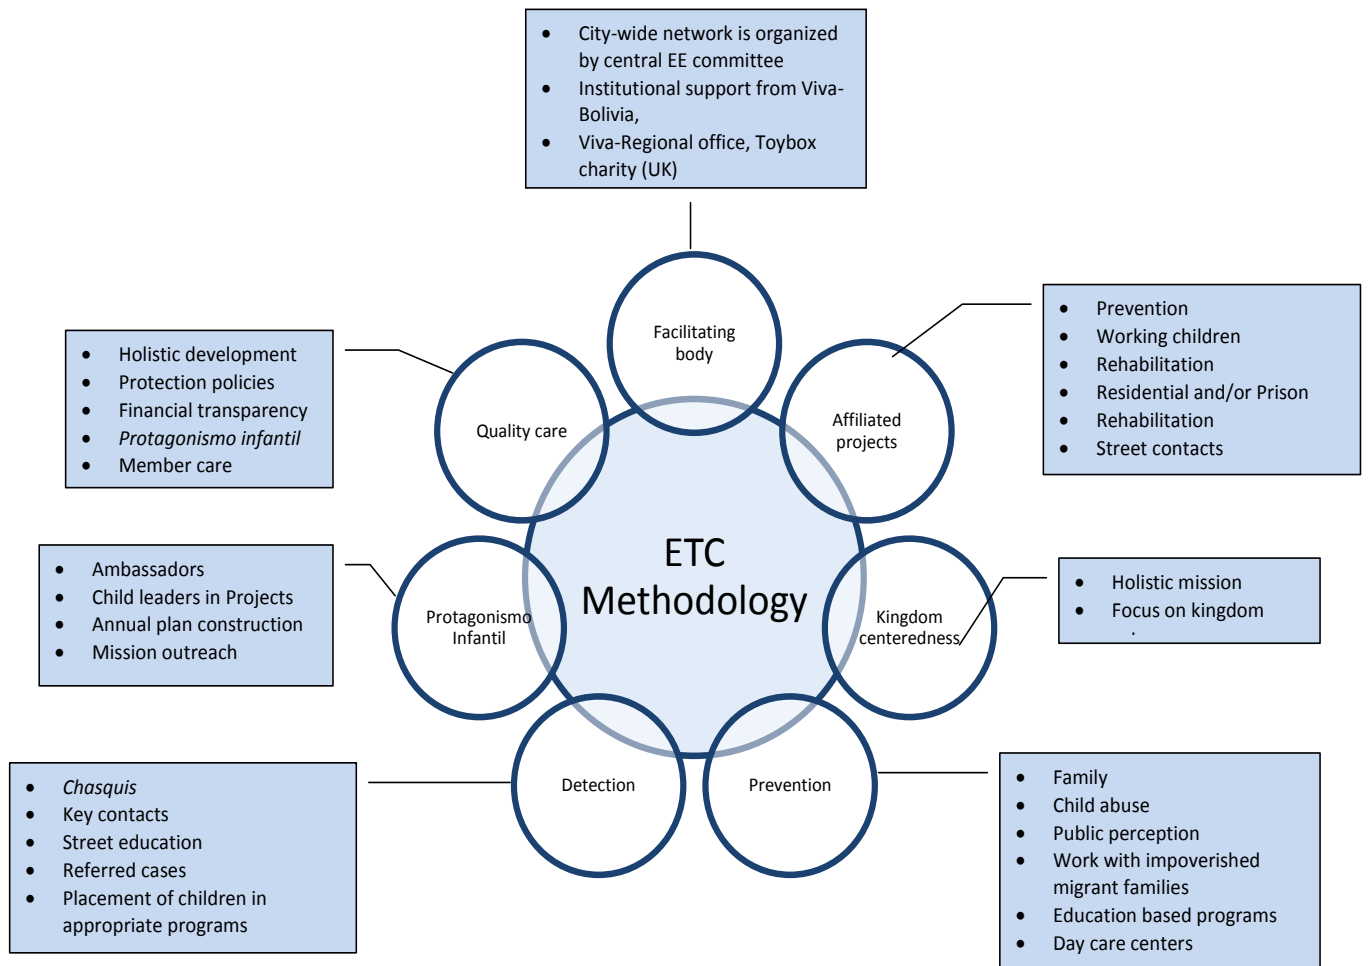 • City-wide network is organized
by central EE committee
• Institutional support from Viva-
Bolivia,
• Viva-Regional office, Toybox
charity (UK)
Facilitating
body
• Prevention
• Working children
• Rehabilitation
• Residential and/or Prison
• Rehabilitation
• Street contacts
Affiliated
projects
• Holistic development
• Protection policies
• Financial transparency
• Protagonismo infantil
• Member care
Quality care
ETC
Methodology
• Ambassadors
• Child leaders in Projects
• Annual plan construction
• Mission outreach
Protagonismo
Infantil
Kingdom
centeredness
• Holistic mission
• Focus on kingdom
• Chasquis
• Key contacts
• Street education
• Referred cases
• Placement of children in
appropriate programs
Detection
Prevention
• Family
• Child abuse
• Public perception
• Work with impoverished
migrant families
• Education based programs
• Day care centers